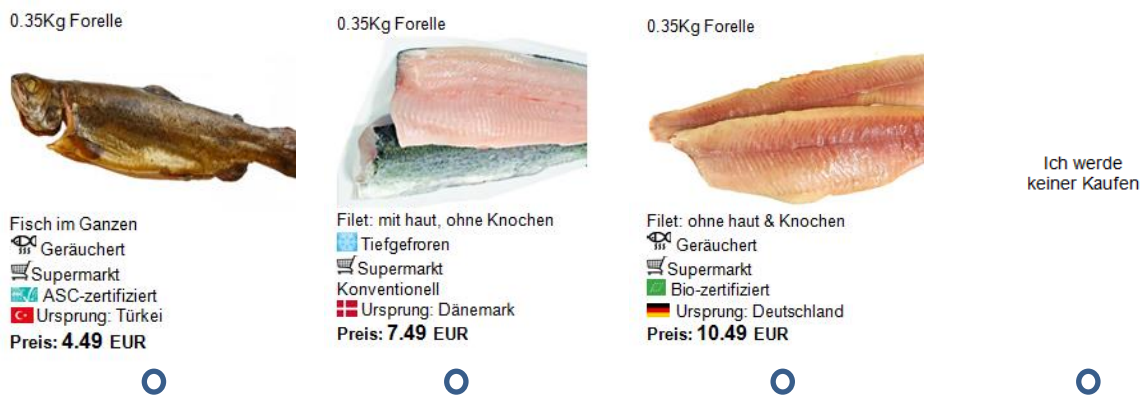 0.35Kg Forelle
Fisch im Ganzen
Geräuchert
Supermarkt
ASC-zertifiziert
Ursprung: Türkei
Preis: 4.49 EUR
0.35Kg Forelle
Filet: mit haut, ohne Knochen
Tiefgefroren
Supermarkt
Konventionell
Ursprung: Dänemark
Preis: 7.49 EUR
0.35Kg Forelle
Filet: ohne haut & Knochen
Geräuchert
Supermarkt
Bio-zertifiziert
Ursprung: Deutschland
Preis: 10.49 EUR
Ich werde
keiner Kaufen